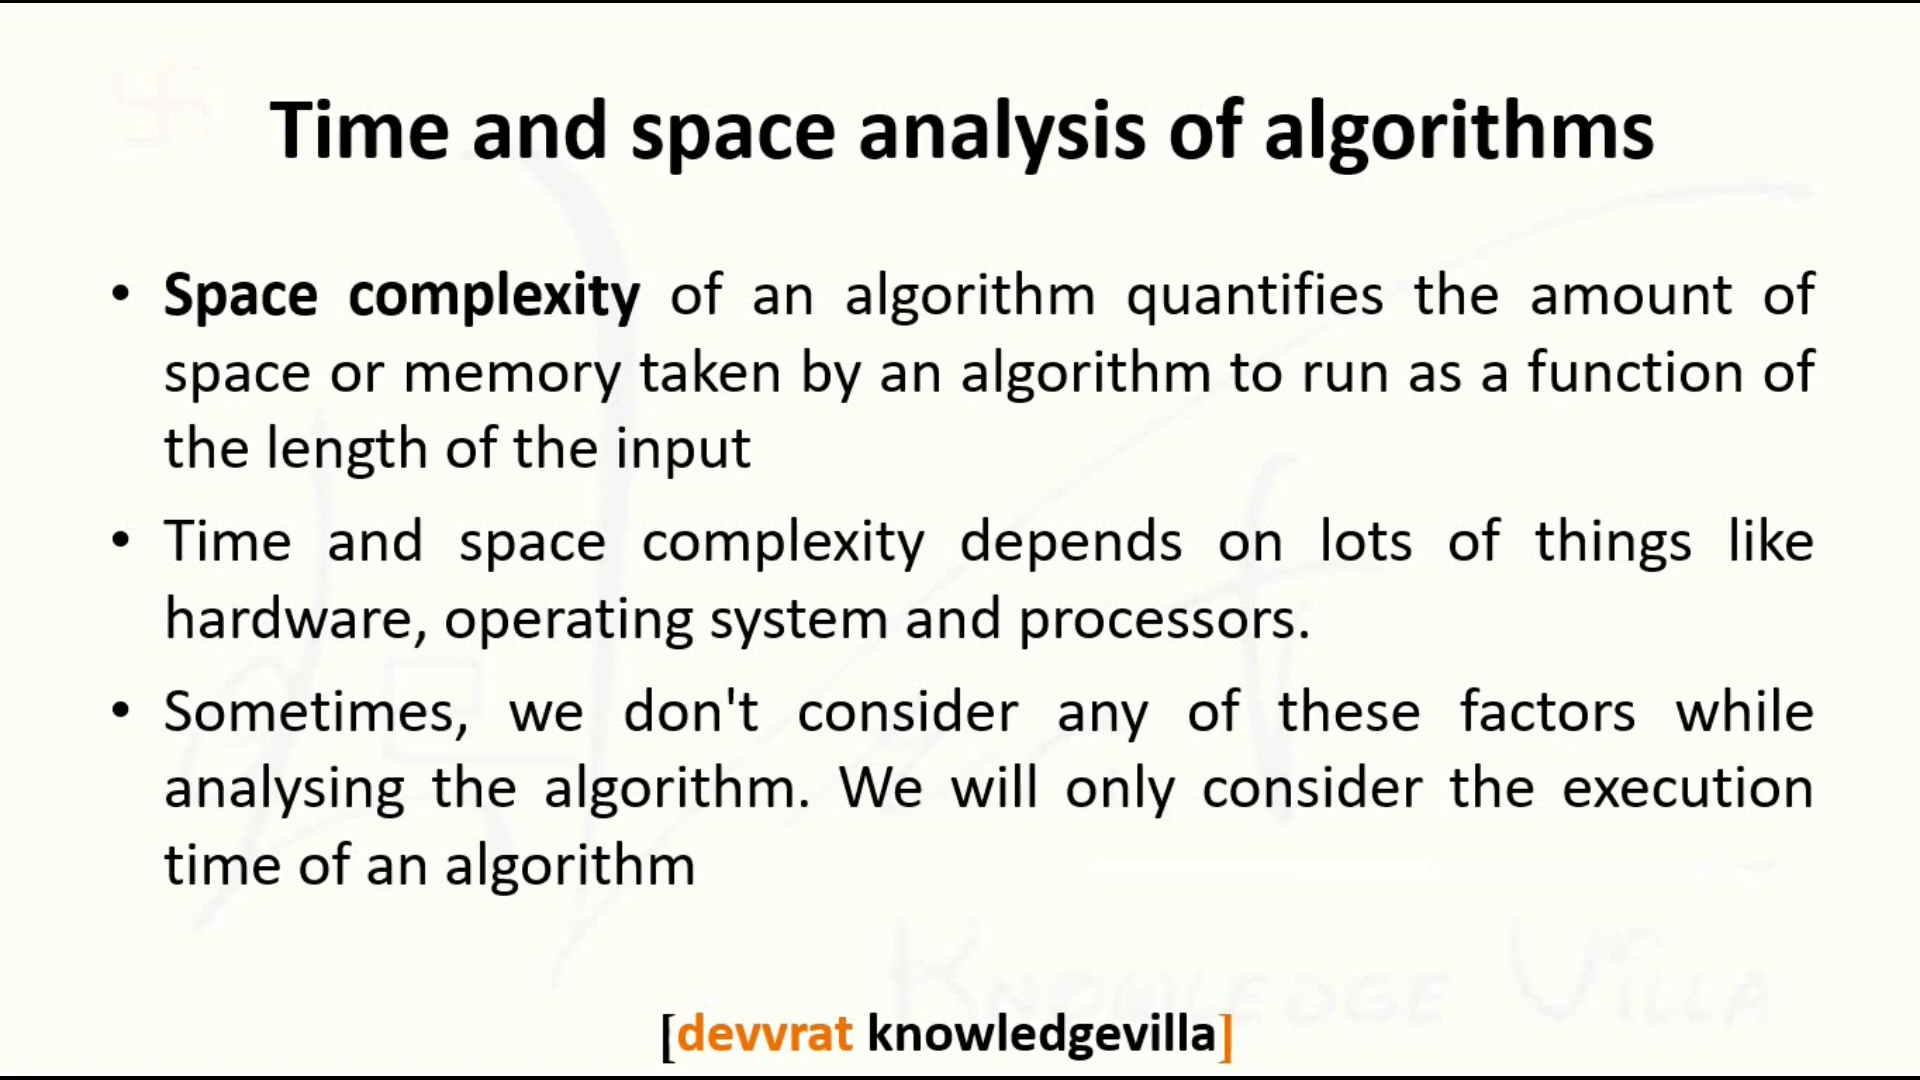 Time and space analysis of algorithms
• Space complexity of an algorithm quantifies the amount of
space or memory taken by an algorithm to run as a function of
the length of the input
• Time and space complexity depends on lots of things like
hardware, operating system and processors.
• Sometimes, we don't consider any of these factors while
analysing the algorithm. We will only consider the execution
time of an algorithm
KNOWLEDGE VILLA
[devvrat knowledgevilla]